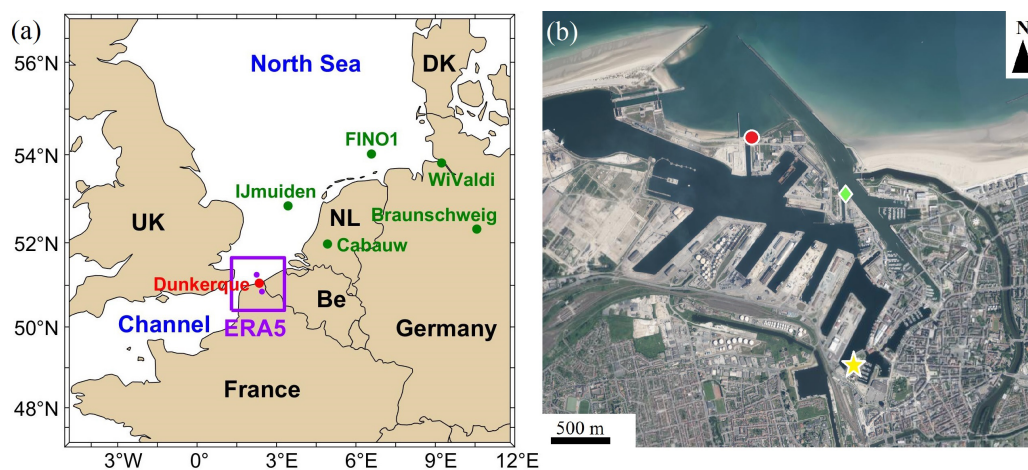 (a)
56°N
54°N
52°N
50°N
48°N
3°W
0
3°E
6°E
9°E
12°E
North Sea
DK
FINO1
WiValdi
IJmuiden
NL
Braunschweig
UK
Cabauw
Dunkerque
Be
Channel
ERA5
Germany
France
(b)
N
500 m